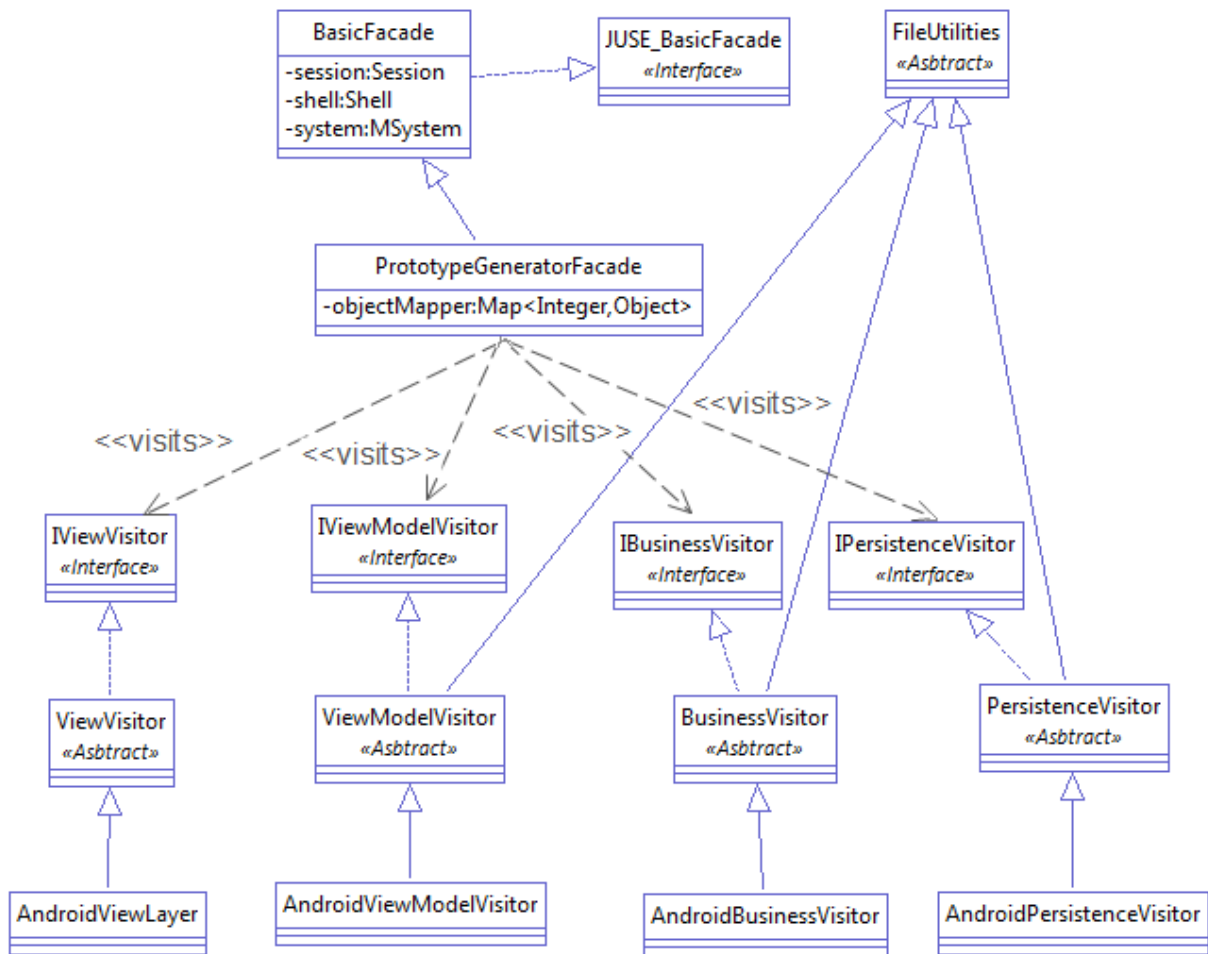 BasicFacade
-session:Session
-shell:Shell
-system:MSystem
JUSE_BasicFacade
«Interface»
FileUtilities
«Asbtract»
PrototypeGeneratorFacade
-objectMapper:Map<Integer,Object>
<<visits>>
<<visits>>
<<visits>>
<<visits>>
IViewVisitor
«Interface»
IViewModelVisitor
«Interface»
IBusinessVisitor
«Interface»
IPersistenceVisitor
«Interface»
ViewVisitor
«Asbtract»
ViewModelVisitor
«Asbtract»
BusinessVisitor
«Asbtract»
PersistenceVisitor
«Asbtract»
AndroidViewLayer
AndroidViewModelVisitor
AndroidBusinessVisitor
AndroidPersistenceVisitor